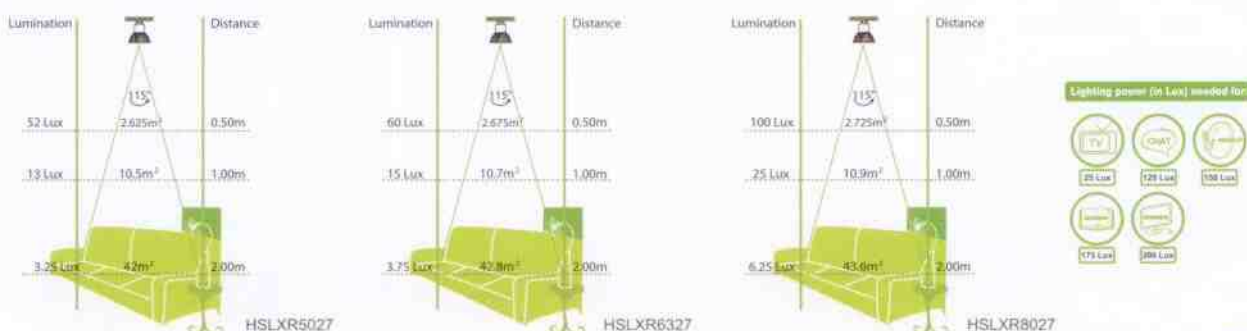 Lumination Distance
115°
52 Lux 2.625m² 0.50m
13 Lux 10.5m² 1.00m
3.25 Lux 42m² 2.00m
HSLXR5027
Lumination Distance
115°
60 Lux 2.675m² 0.50m
15 Lux 10.7m² 1.00m
3.75 Lux 42.8m² 2.00m
HSLXR6327
Lumination Distance
115°
100 Lux 2.725m² 0.50m
25 Lux 10.9m² 1.00m
6.25 Lux 43.6m² 2.00m
HSLXR8027
Lighting power (in Lux) needed for:
TV CHAT
25 Lux 125 Lux 150 Lux
175 Lux 200 Lux